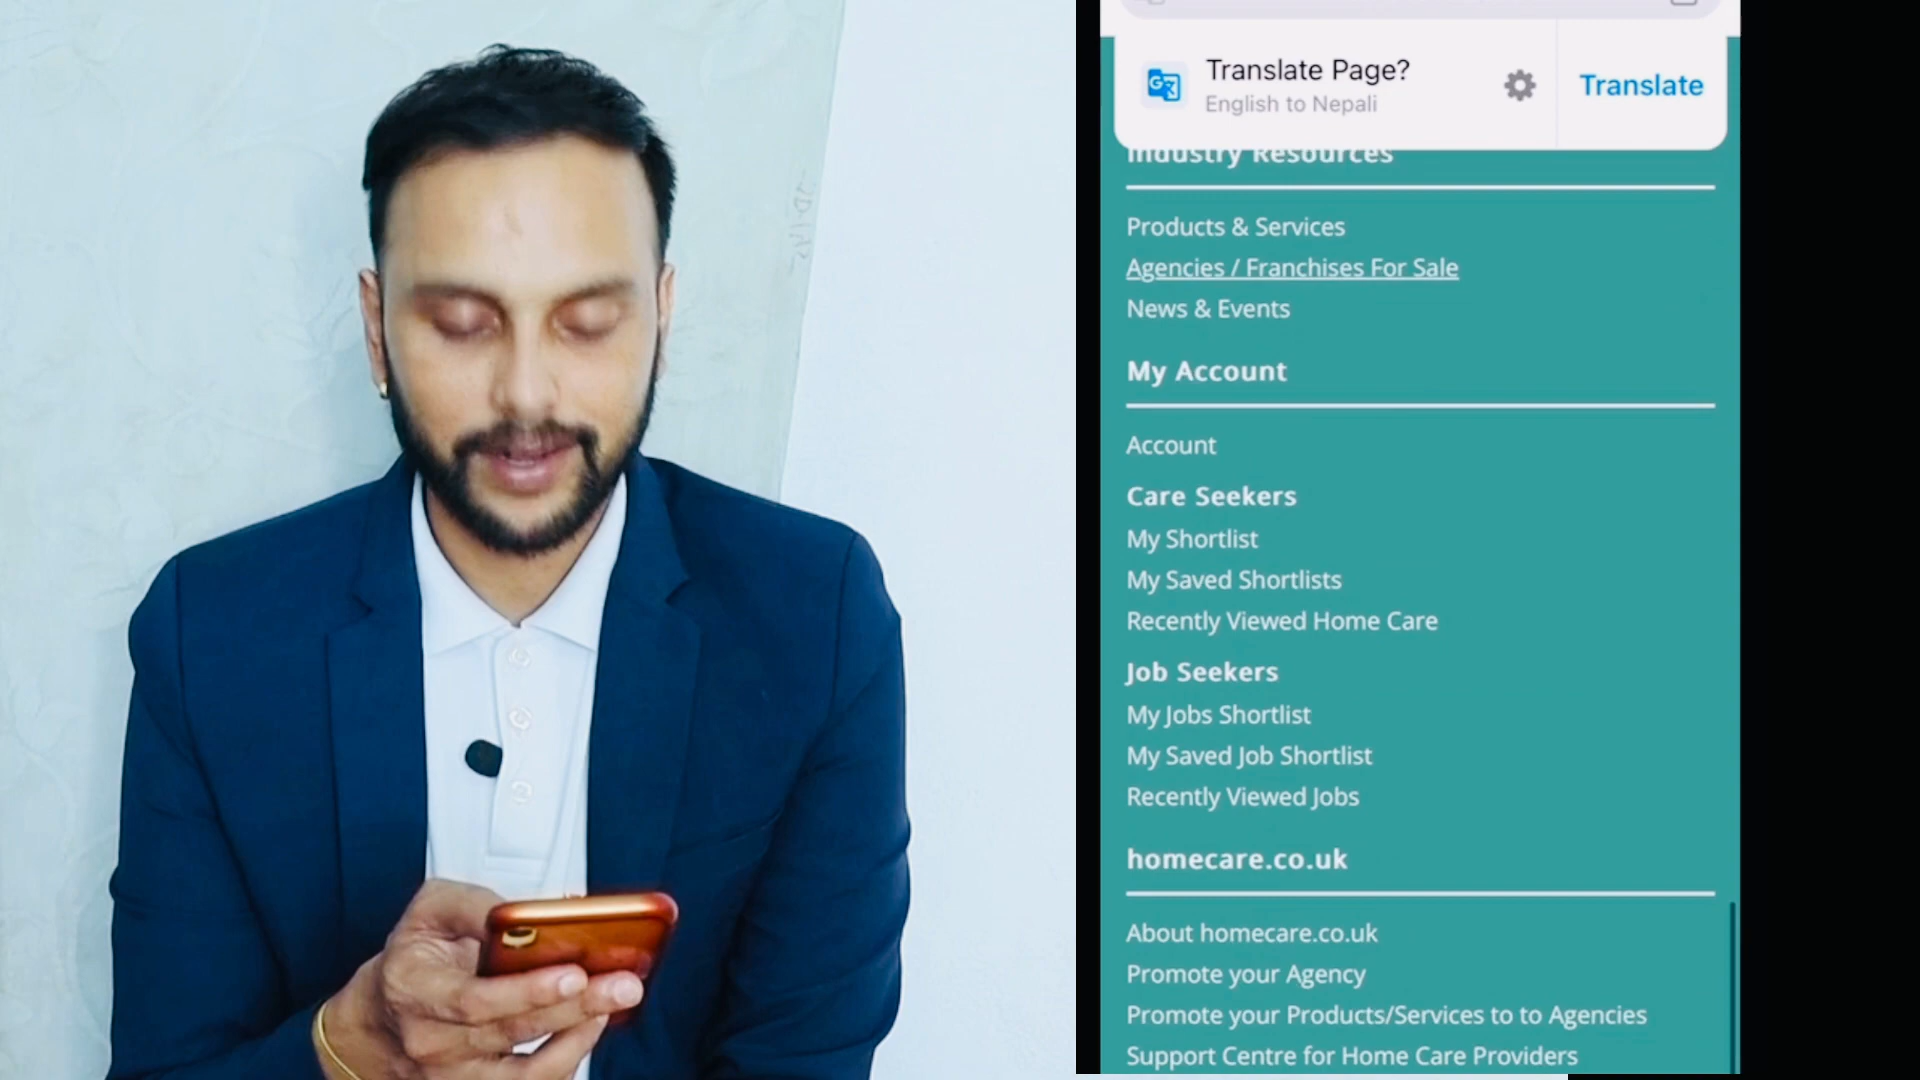 Translate Page?
English to Nepali
Translate
Industry Resources
Products & Services
Agencies / Franchises For Sale
News & Events
My Account
Account
Care Seekers
My Shortlist
My Saved Shortlists
Recently Viewed Home Care
Job Seekers
My Jobs Shortlist
My Saved Job Shortlist
Recently Viewed Jobs
homecare.co.uk
About homecare.co.uk
Promote your Agency
Promote your Products/Services to to Agencies
Support Centre for Home Care Providers